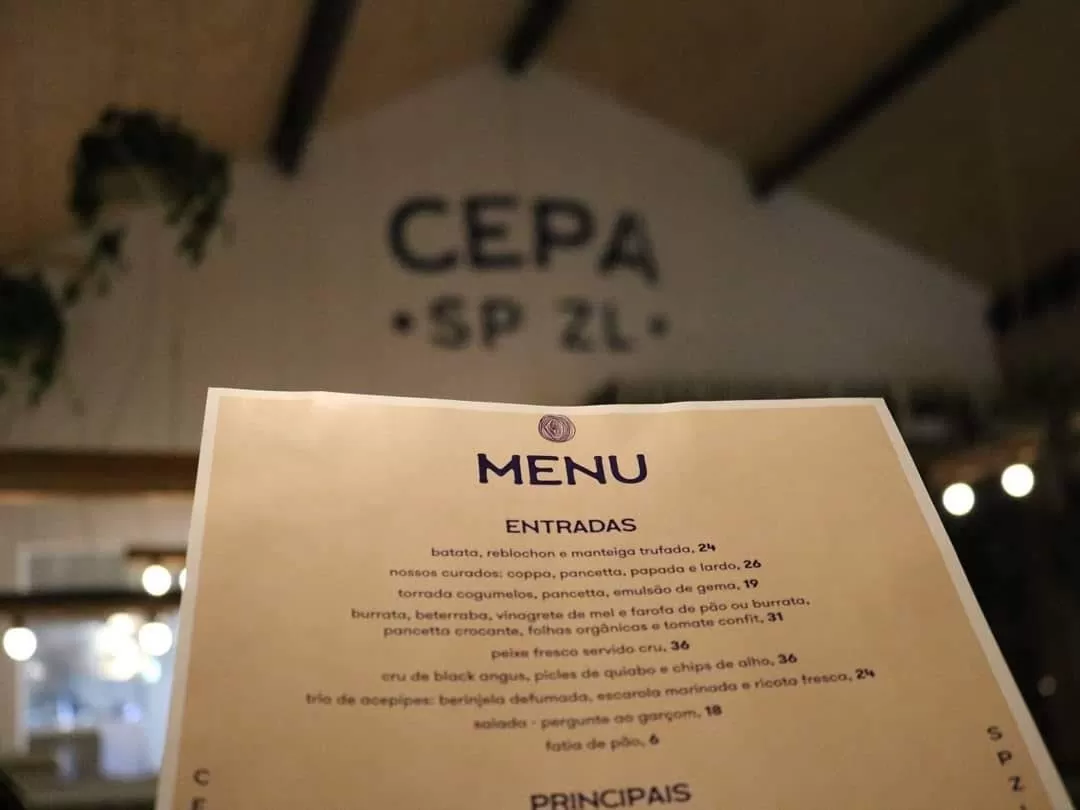 CEPA
• SP ZL •
MENU
ENTRADAS
batata, reblochon e manteiga trufada, 24
nossos curados: coppa, pancetta, papada e lardo, 26
torrada cogumelos, pancetta, emulsão de gema, 19
burrata, beterraba, vinagrete de mel e farofa de pão ou burrata,
pancetta crocante, folhas orgânicas e tomate confit, 31
peixe fresco servido cru, 36
cru de black angus, picles de quiabo e chips de alho, 36
trio de acepipes: berinjela defumada, escarola marinada e ricota fresca, 24
salada - pergunte ao garçom, 18
fatia de pão, 6
PRINCIPAIS
C
E
S
P
Z